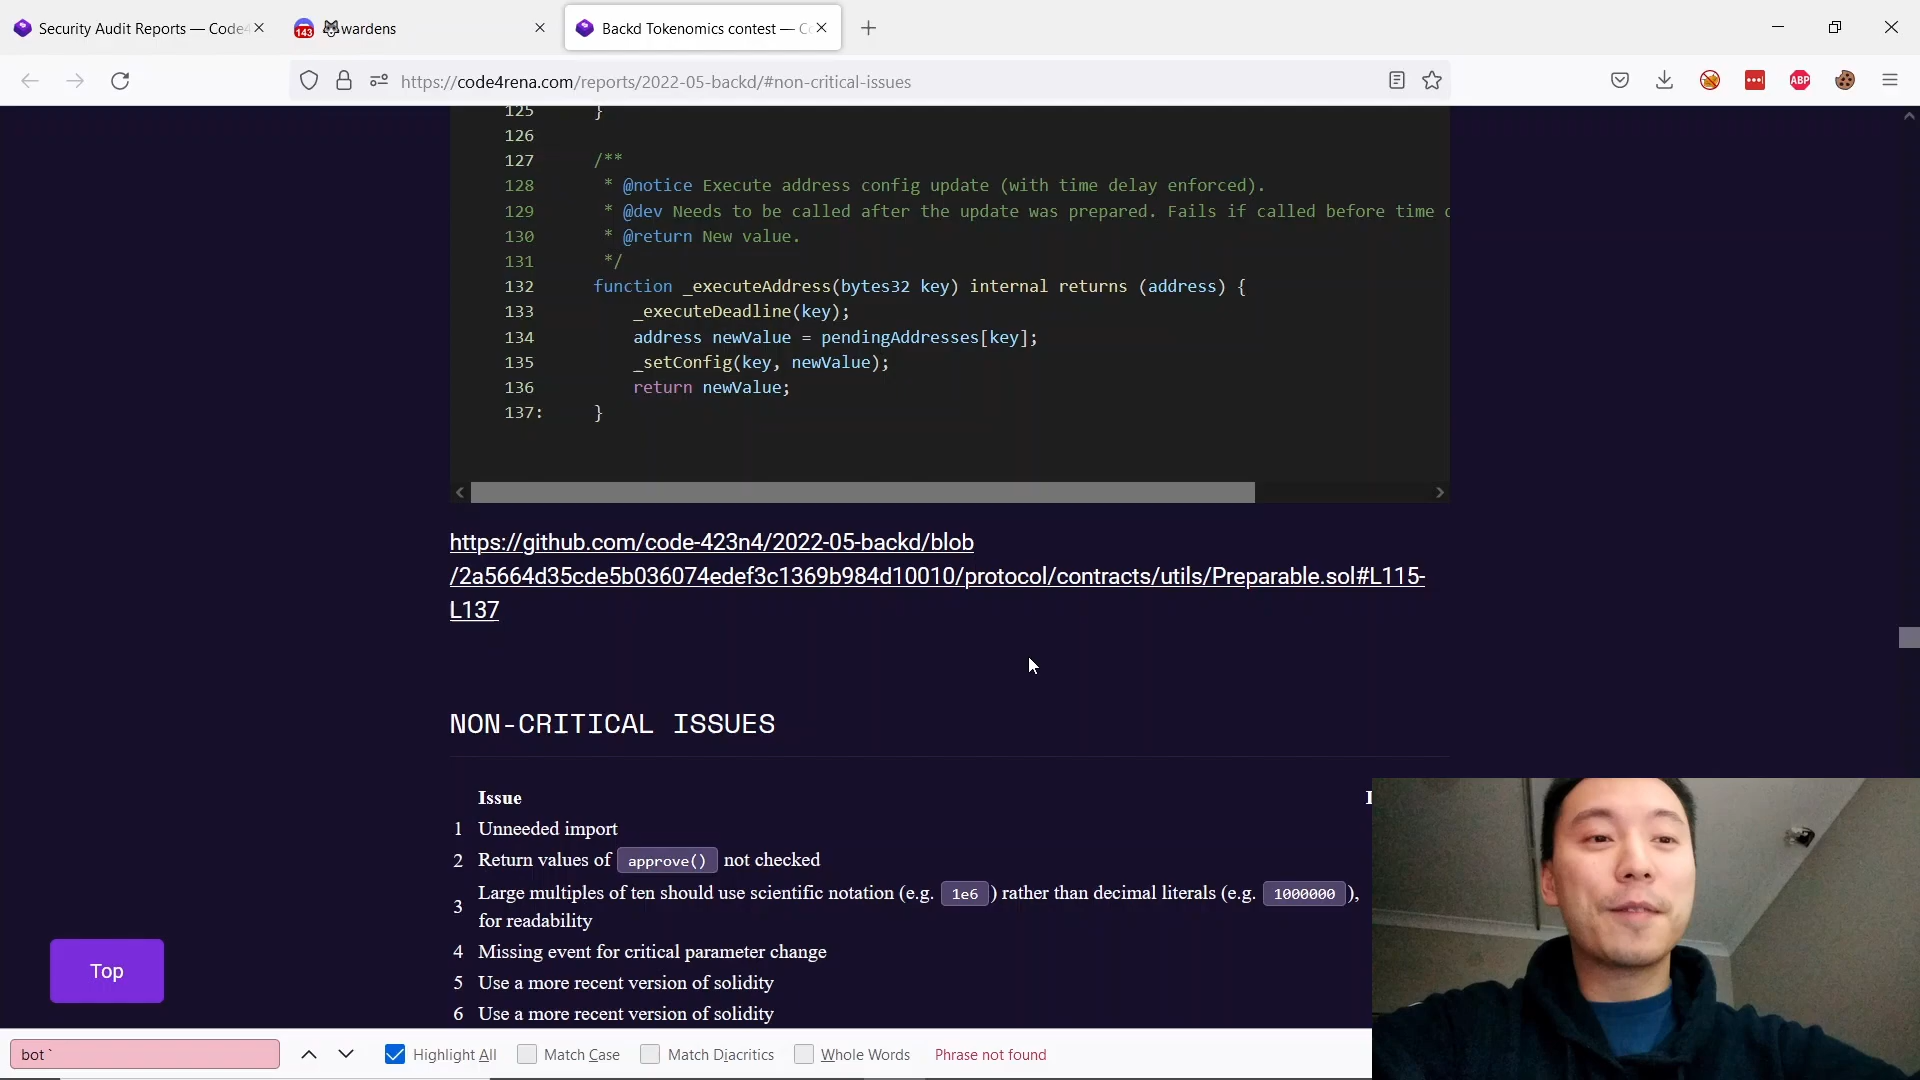 Security Audit Reports — Code4
143
wardens
Backd Tokenomics contest — Co
https://code4rena.com/reports/2022-05-backd/#non-critical-issues
ABP
125 }
126
127 /**
128 * @notice Execute address config update (with time delay enforced).
129 * @dev Needs to be called after the update was prepared. Fails if called before time d
130 * @return New value.
131 */
132 function _executeAddress(bytes32 key) internal returns (address) {
133 _executeDeadline(key);
134 address newValue = pendingAddresses[key];
135 _setConfig(key, newValue);
136 return newValue;
137: }
https://github.com/code-423n4/2022-05-backd/blob
/2a5664d35cde5b036074edef3c1369b984d10010/protocol/contracts/utils/Preparable.sol#L115-
L137
NON-CRITICAL ISSUES
Issue
1 Unneeded import
2 Return values of approve() not checked
3 Large multiples of ten should use scientific notation (e.g. 1e6) rather than decimal literals (e.g. 1000000),
for readability
4 Missing event for critical parameter change
5 Use a more recent version of solidity
6 Use a more recent version of solidity
Top
bot `
Highlight All
Match Case
Match Diacritics
Whole Words
Phrase not found